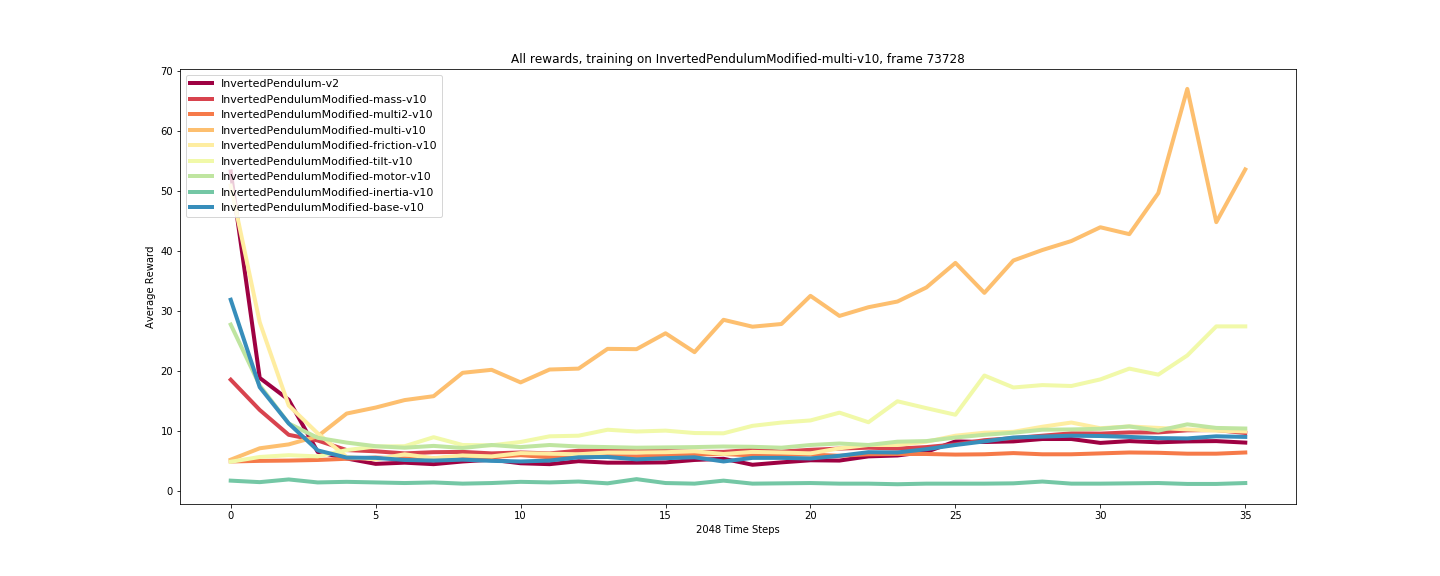 All rewards, training on InvertedPendulumModified-multi-v10, frame 73728
70
60
50
40
30
20
10
0
Average Reward
InvertedPendulum-v2
InvertedPendulumModified-mass-v10
InvertedPendulumModified-multi2-v10
InvertedPendulumModified-multi-v10
InvertedPendulumModified-friction-v10
InvertedPendulumModified-tilt-v10
InvertedPendulumModified-motor-v10
InvertedPendulumModified-inertia-v10
InvertedPendulumModified-base-v10
0 5 10 15 20 25 30 35
2048 Time Steps